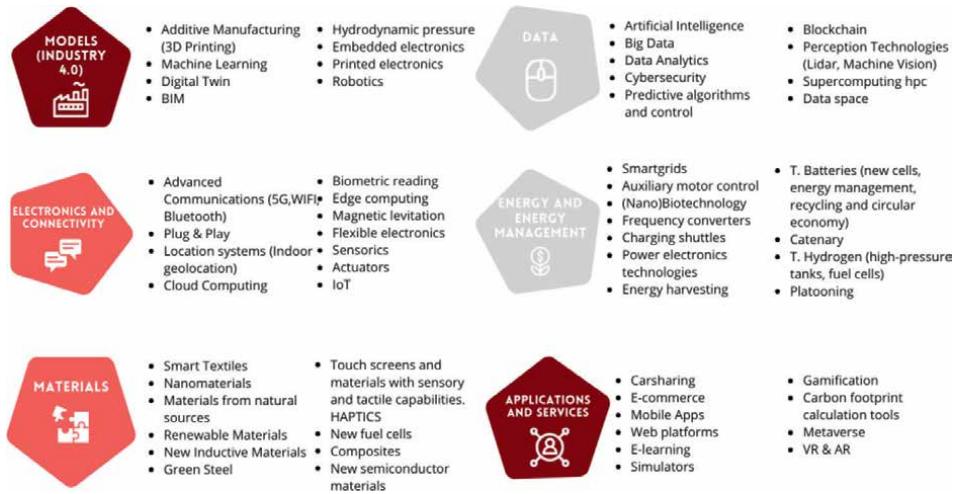 MODELS
(INDUSTRY
4.0)
• Additive Manufacturing
(3D Printing)
• Machine Learning
• Digital Twin
• BIM
• Hydrodynamic pressure
• Embedded electronics
• Printed electronics
• Robotics
DATA
• Artificial Intelligence
• Big Data
• Data Analytics
• Cybersecurity
• Predictive algorithms
and control
• Blockchain
• Perception Technologies
(Lidar, Machine Vision)
• Supercomputing hpc
• Data space
ELECTRONICS AND
CONNECTIVITY
• Advanced
Communications (5G,WIFI,
Bluetooth)
• Plug & Play
• Location systems (Indoor
geolocation)
• Cloud Computing
• Biometric reading
• Edge computing
• Magnetic levitation
• Flexible electronics
• Sensorics
• Actuators
• IoT
ENERGY AND
ENERGY
MANAGEMENT
• Smartgrids
• Auxiliary motor control
• (Nano)Biotechnology
• Frequency converters
• Charging shuttles
• Power electronics
technologies
• Energy harvesting
• T. Batteries (new cells,
energy management,
recycling and circular
economy)
• Catenary
• T. Hydrogen (high-pressure
tanks, fuel cells)
• Platooning
MATERIALS
• Smart Textiles
• Nanomaterials
• Materials from natural
sources
• Renewable Materials
• New Inductive Materials
• Green Steel
• Touch screens and
materials with sensory
and tactile capabilities.
HAPTICS
• New fuel cells
• Composites
• New semiconductor
materials
APPLICATIONS
AND SERVICES
• Carsharing
• E-commerce
• Mobile Apps
• Web platforms
• E-learning
• Simulators
• Gamification
• Carbon footprint
calculation tools
• Metaverse
• VR & AR